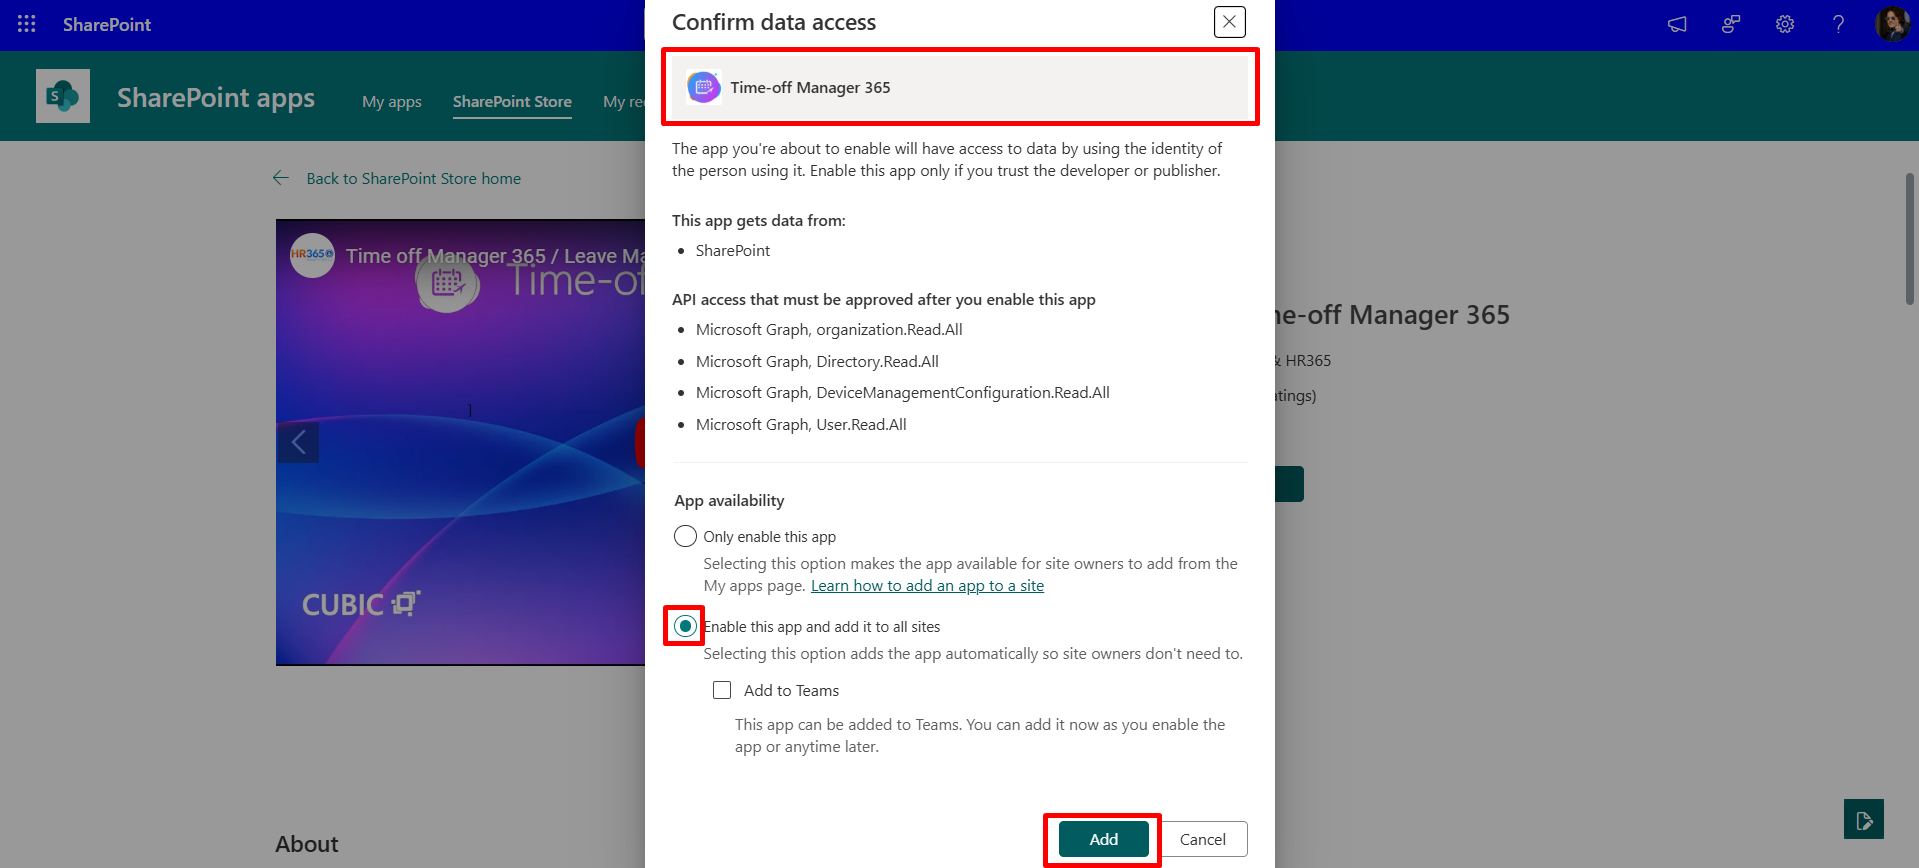 SharePoint
Confirm data access
SharePoint apps
My apps
SharePoint Store
Time-off Manager 365
The app you're about to enable will have access to data by using the identity of
the person using it. Enable this app only if you trust the developer or publisher.
Back to SharePoint Store home
This app gets data from:
• SharePoint
HR365
Time off Manager 365 / Leave
API access that must be approved after you enable this app
• Microsoft Graph, organization.Read.All
• Microsoft Graph, Directory.Read.All
• Microsoft Graph, DeviceManagementConfiguration.Read.All
• Microsoft Graph, User.Read.All
Manager 365
HR365
App availability
Only enable this app
Selecting this option makes the app available for site owners to add from the
My apps page. Learn how to add an app to a site
CUBIC
Enable this app and add it to all sites
Selecting this option adds the app automatically so site owners don't need to.
Add to Teams
This app can be added to Teams. You can add it now as you enable the
app or anytime later.
About
Add
Cancel